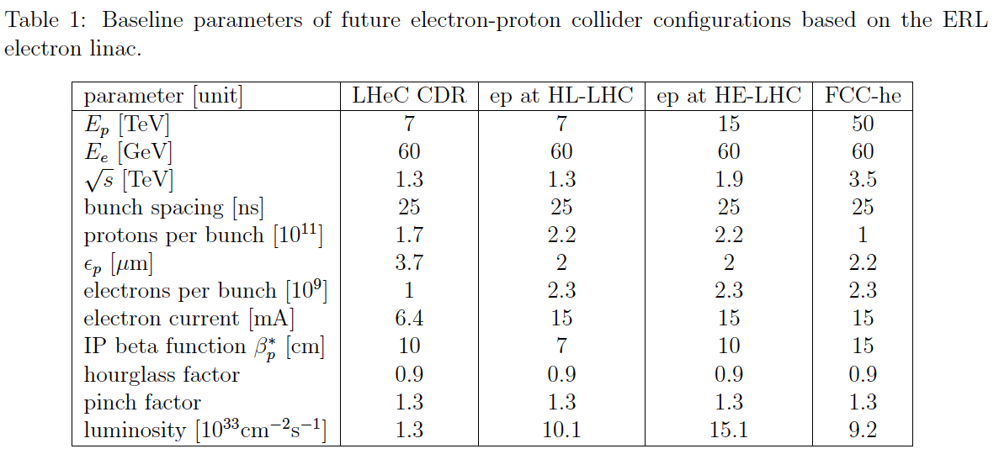 Table 1: Baseline parameters of future electron-proton collider configurations based on the ERL
electron linac.
parameter [unit] LHeC CDR ep at HL-LHC ep at HE-LHC FCC-he
E_p [TeV] 7 7 15 50
E_e [GeV] 60 60 60 60
√s [TeV] 1.3 1.3 1.9 3.5
bunch spacing [ns] 25 25 25 25
protons per bunch [10¹¹] 1.7 2.2 2.2 1
ϵ_p [μm] 3.7 2 2 2.2
electrons per bunch [10⁹] 1 2.3 2.3 2.3
electron current [mA] 6.4 15 15 15
IP beta function β*_p [cm] 10 7 10 15
hourglass factor 0.9 0.9 0.9 0.9
pinch factor 1.3 1.3 1.3 1.3
luminosity [10³³cm⁻²s⁻¹] 1.3 10.1 15.1 9.2